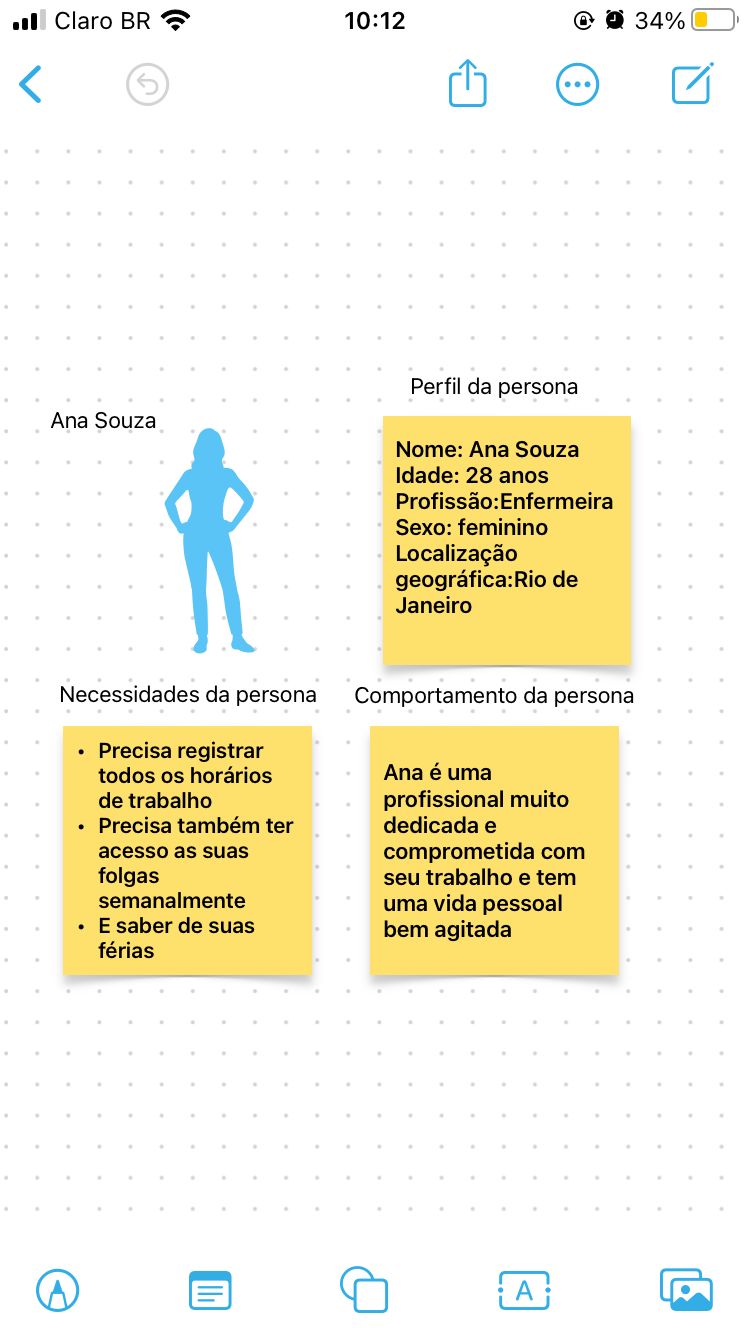 Claro BR
10:12
34%
Perfil da persona
Ana Souza
Nome: Ana Souza
Idade: 28 anos
Profissão:Enfermeira
Sexo: feminino
Localização
geográfica:Rio de
Janeiro
Necessidades da persona
• Precisa registrar
todos os horários
de trabalho
• Precisa também ter
acesso as suas
folgas
semanalmente
• E saber de suas
férias
Comportamento da persona
Ana é uma
profissional muito
dedicada e
comprometida com
seu trabalho e tem
uma vida pessoal
bem agitada
A